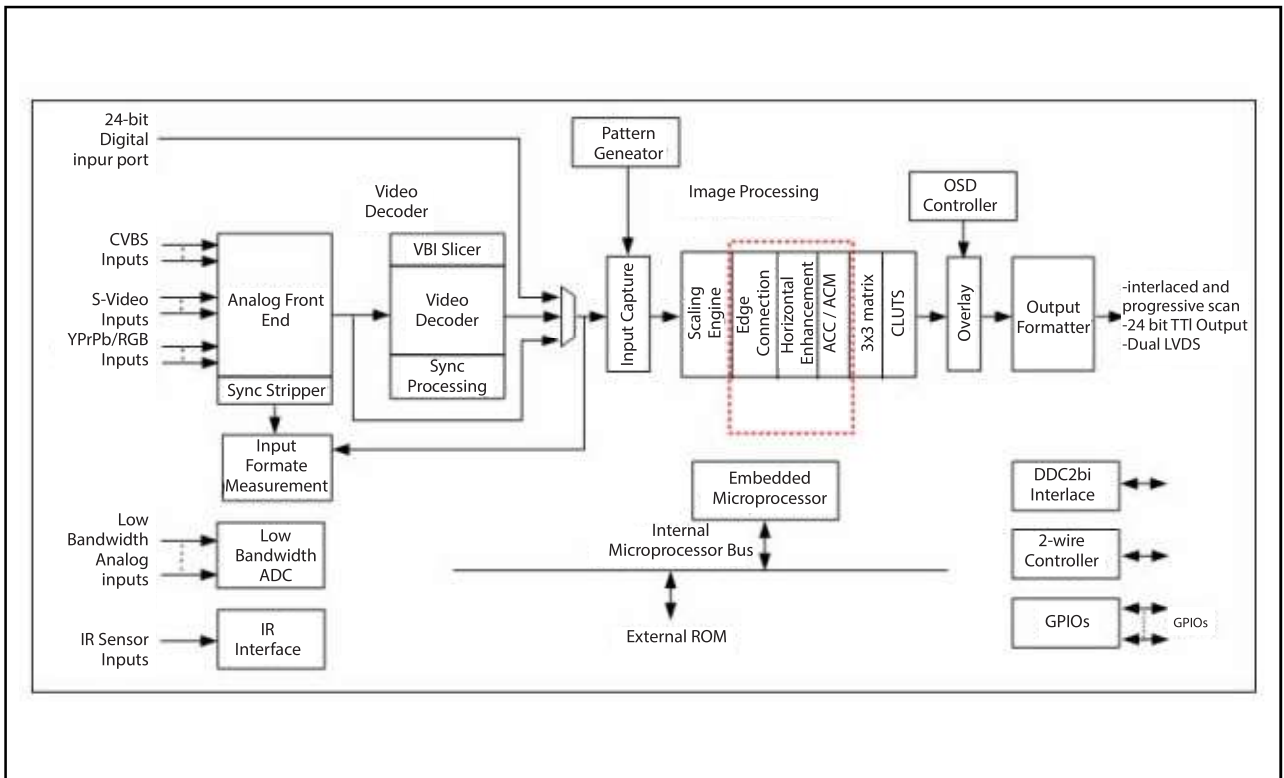 24-bit
Digital
inpur port
Pattern
Geneator
Video
Decoder
Image Processing
OSD
Controller
CVBS
Inputs
S-Video
Inputs
YPrPb/RGB
Inputs
Analog Front
End
Sync Stripper
VBI Slicer
Video
Decoder
Sync
Processing
Input Capture
Scaling
Engine
Edge
Connection
Horizontal
Enhancement
ACC / ACM
3x3 matrix
CLUTS
Overlay
Output
Formatter
-interlaced and
progressive scan
-24 bit TTI Output
-Dual LVDS
Input
Formate
Measurement
Embedded
Microprocessor
DDC2bi
Interlace
Low
Bandwidth
Analog
inputs
Low
Bandwidth
ADC
Internal
Microprocessor Bus
2-wire
Controller
External ROM
GPIOs
GPIOs
IR Sensor
Inputs
IR
Interface